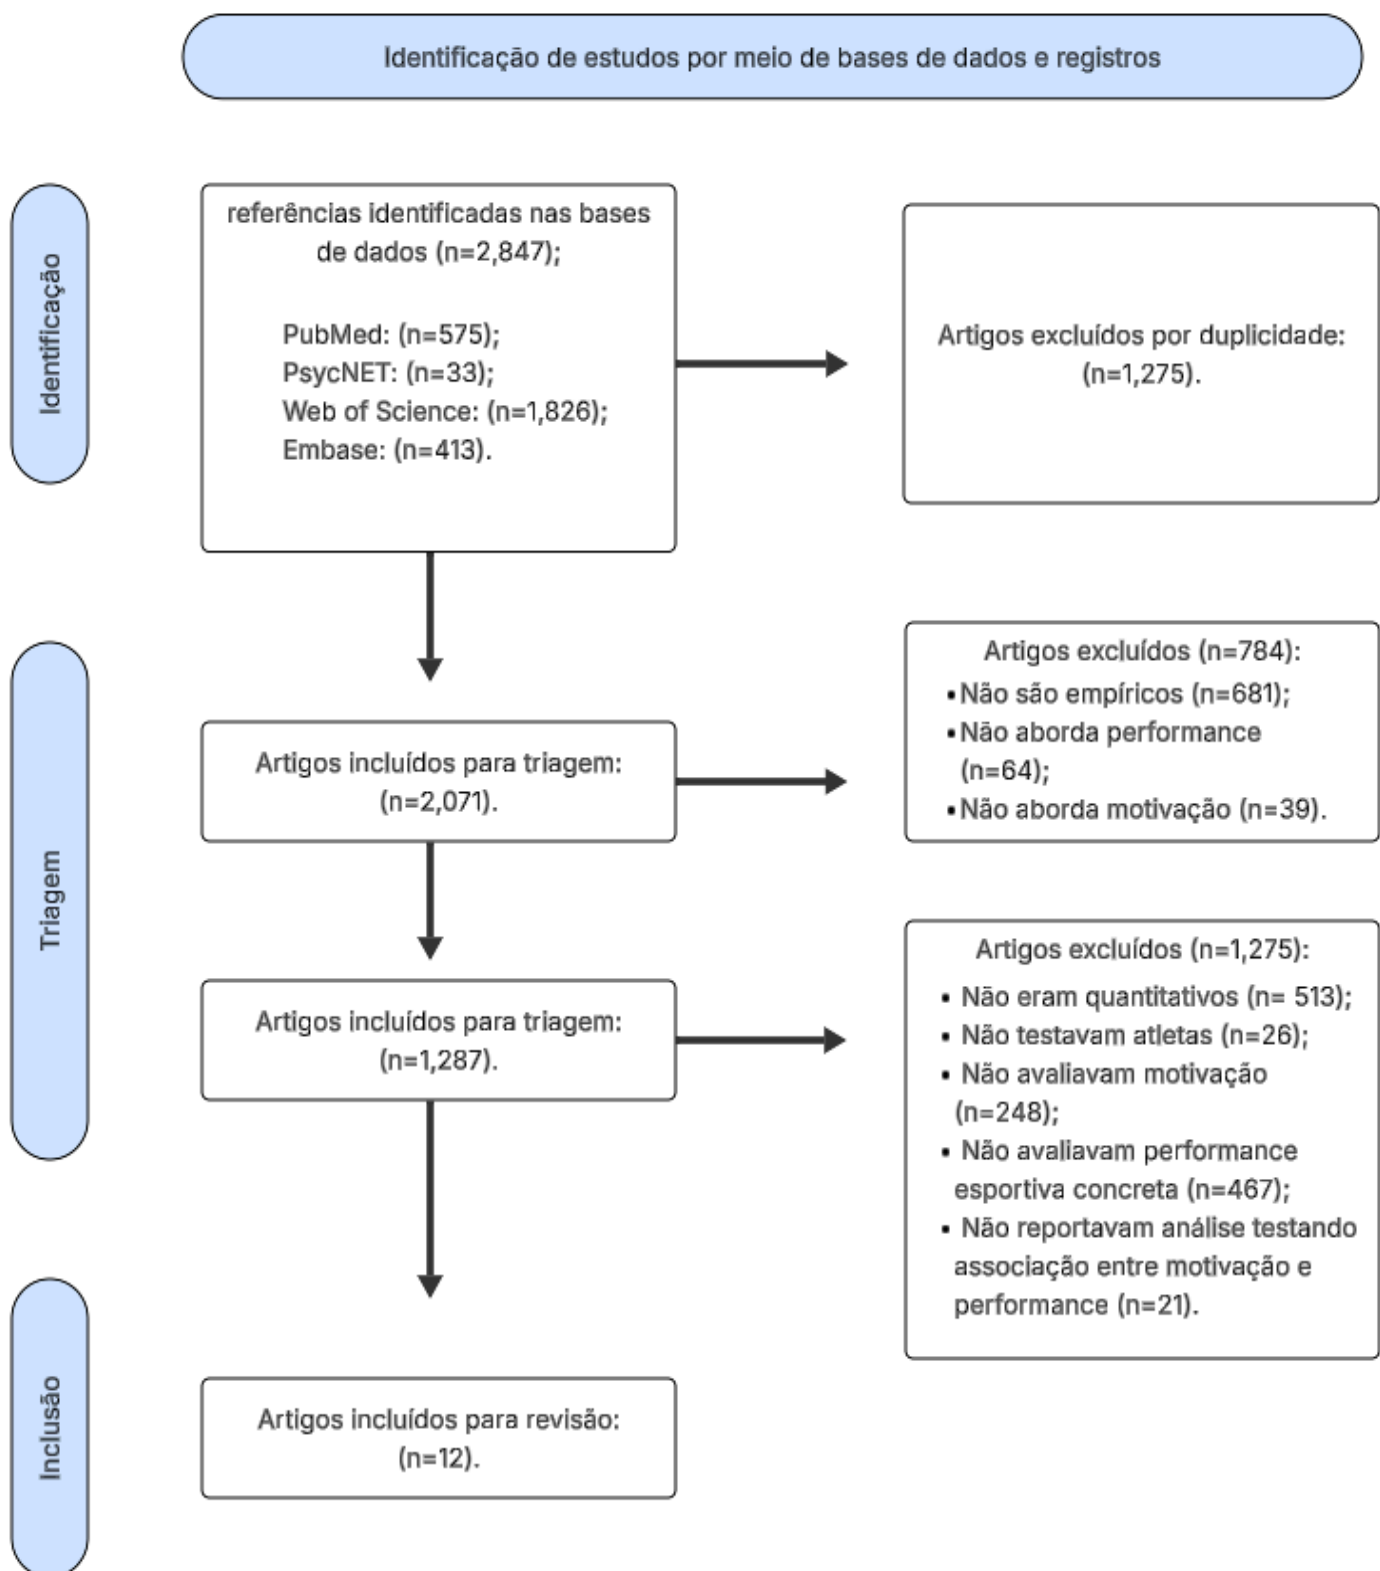 Identificação de estudos por meio de bases de dados e registros
Identificação
referências identificadas nas bases
de dados (n=2,847);
PubMed: (n=575);
PsycNET: (n=33);
Web of Science: (n=1,826);
Embase: (n=413).
Artigos excluídos por duplicidade:
(n=1,275).
Triagem
Artigos incluídos para triagem:
(n=2,071).
Artigos excluídos (n=784):
▪Não são empíricos (n=681);
▪Não aborda performance
(n=64);
▪Não aborda motivação (n=39).
Artigos incluídos para triagem:
(n=1,287).
Artigos excluídos (n=1,275):
▪ Não eram quantitativos (n= 513);
▪ Não testavam atletas (n=26);
▪ Não avaliavam motivação
(n=248);
▪ Não avaliavam performance
esportiva concreta (n=467);
▪ Não reportavam análise testando
associação entre motivação e
performance (n=21).
Inclusão
Artigos incluídos para revisão:
(n=12).